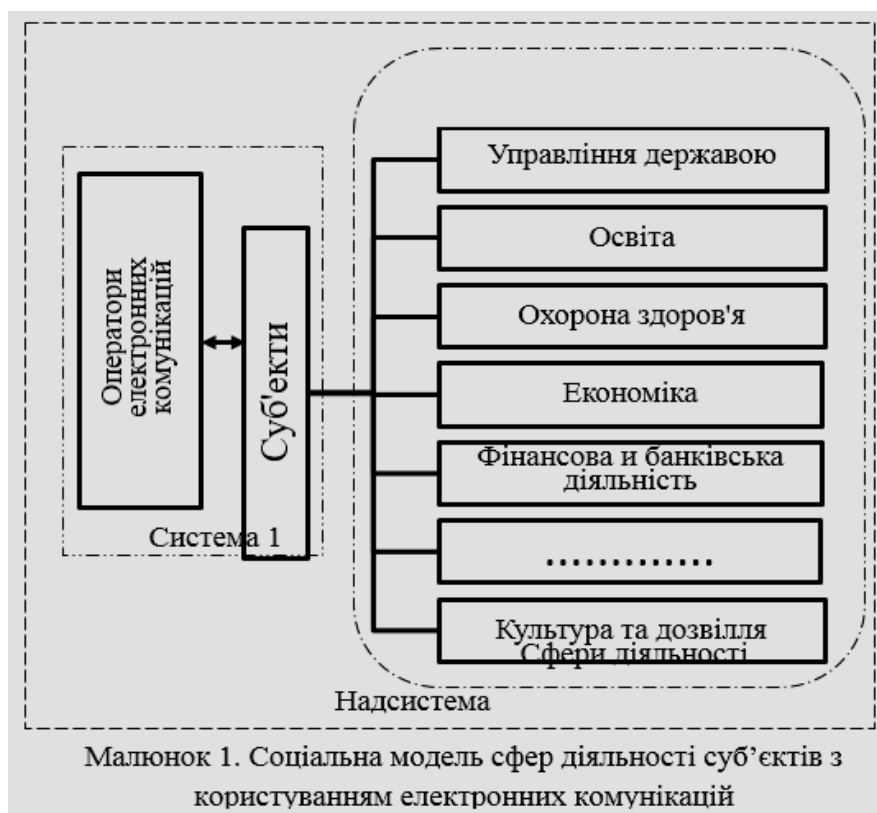 Оператори
електронних
комунікацій
Суб'екти
Система 1
Управління державою
Освіта
Охорона здоров'я
Економіка
Фінансова и банківська
діяльність
.............
Культура та дозвілля
Сфери діяльності
Надсистема
Малюнок 1. Соціальна модель сфер діяльності суб’єктів з
користуванням електронних комунікацій